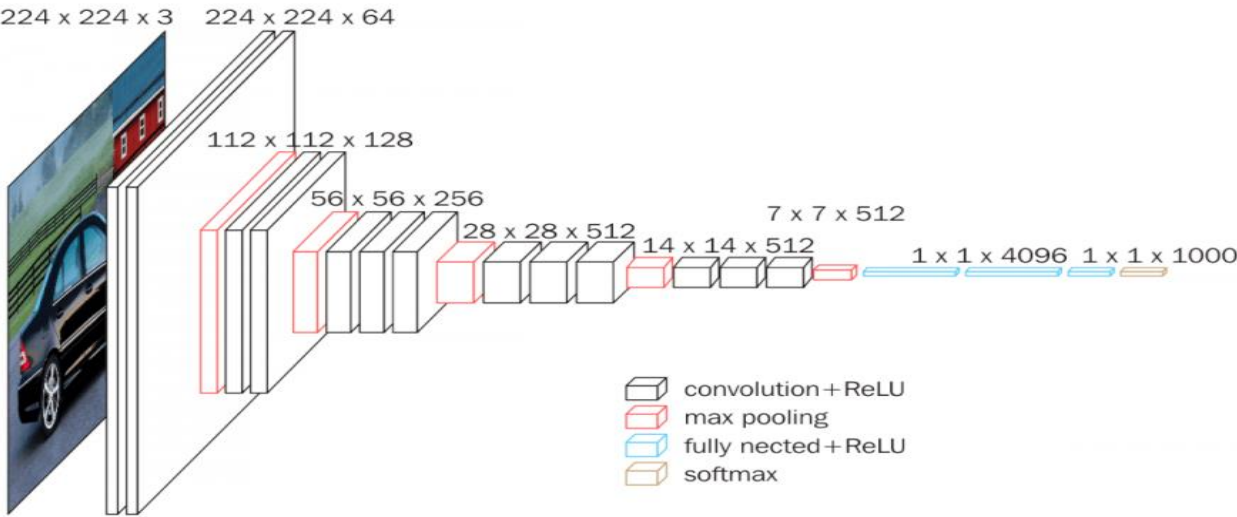 224 x 224 x 3
224 x 224 x 64
112 x 112 x 128
56 x 56 x 256
28 x 28 x 512
14 x 14 x 512
7 x 7 x 512
1 x 1 x 4096
1 x 1 x 1000
convolution+ReLU
max pooling
fully nected+ReLU
softmax